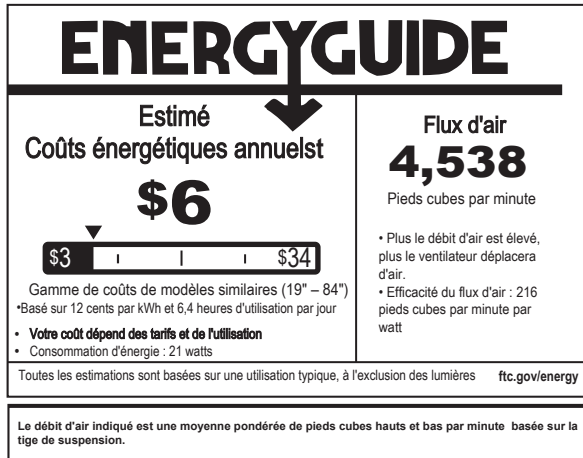 ENERGYGUIDE
Estimé
Coûts énergétiques annuelst
$6
$3
$34
Gamme de coûts de modèles similaires (19" – 84")
•Basé sur 12 cents par kWh et 6,4 heures d'utilisation par jour
• Votre coût dépend des tarifs et de l'utilisation
• Consommation d'énergie : 21 watts
Flux d'air
4,538
Pieds cubes par minute
• Plus le débit d'air est élevé,
plus le ventilateur déplacera
d'air.
• Efficacité du flux d'air : 216
pieds cubes par minute par
watt
Toutes les estimations sont basées sur une utilisation typique, à l'exclusion des lumières
ftc.gov/energy
Le débit d'air indiqué est une moyenne pondérée de pieds cubes hauts et bas par minute basée sur la
tige de suspension.